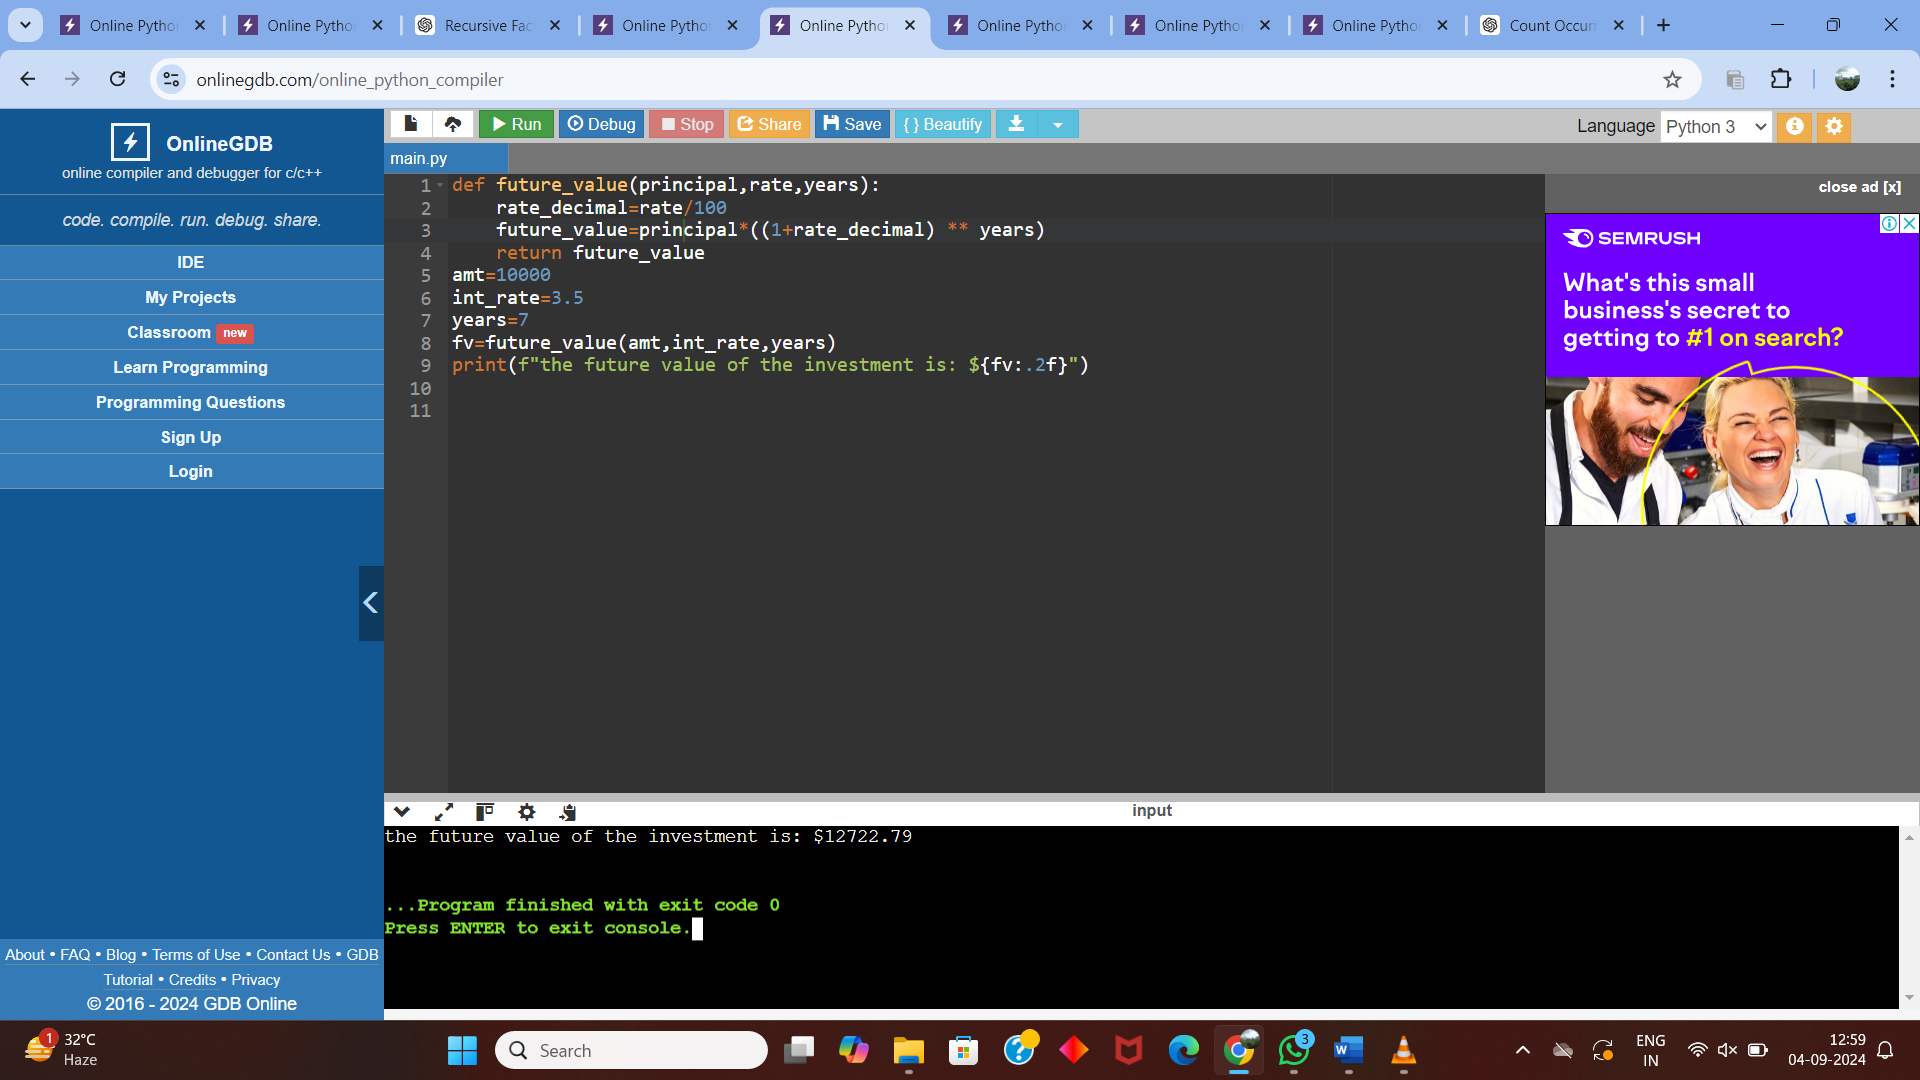 Online Pytho
Online Pytho
Recursive Fac
Online Pytho
Online Pytho
Online Pytho
Online Pytho
Online Pytho
Count Occurr
onlinegdb.com/online_python_compiler
OnlineGDB
online compiler and debugger for c/c++
code. compile. run. debug. share.
IDE
My Projects
Classroom new
Learn Programming
Programming Questions
Sign Up
Login
About • FAQ • Blog • Terms of Use • Contact Us • GDB
Tutorial • Credits • Privacy
© 2016 - 2024 GDB Online
Run Debug Stop Share Save { } Beautify
Language Python 3
main.py
1 def future_value(principal,rate,years):
2     rate_decimal=rate/100
3     future_value=principal*((1+rate_decimal) ** years)
4     return future_value
5 amt=10000
6 int_rate=3.5
7 years=7
8 fv=future_value(amt,int_rate,years)
9 print(f"the future value of the investment is: ${fv:.2f}")
10
11
close ad [x]
SEMRUSH
What's this small
business's secret to
getting to #1 on search?
input
the future value of the investment is: $12722.79
...Program finished with exit code 0
Press ENTER to exit console.
1
32°C
Haze
Search
3
ENG
IN
12:59
04-09-2024